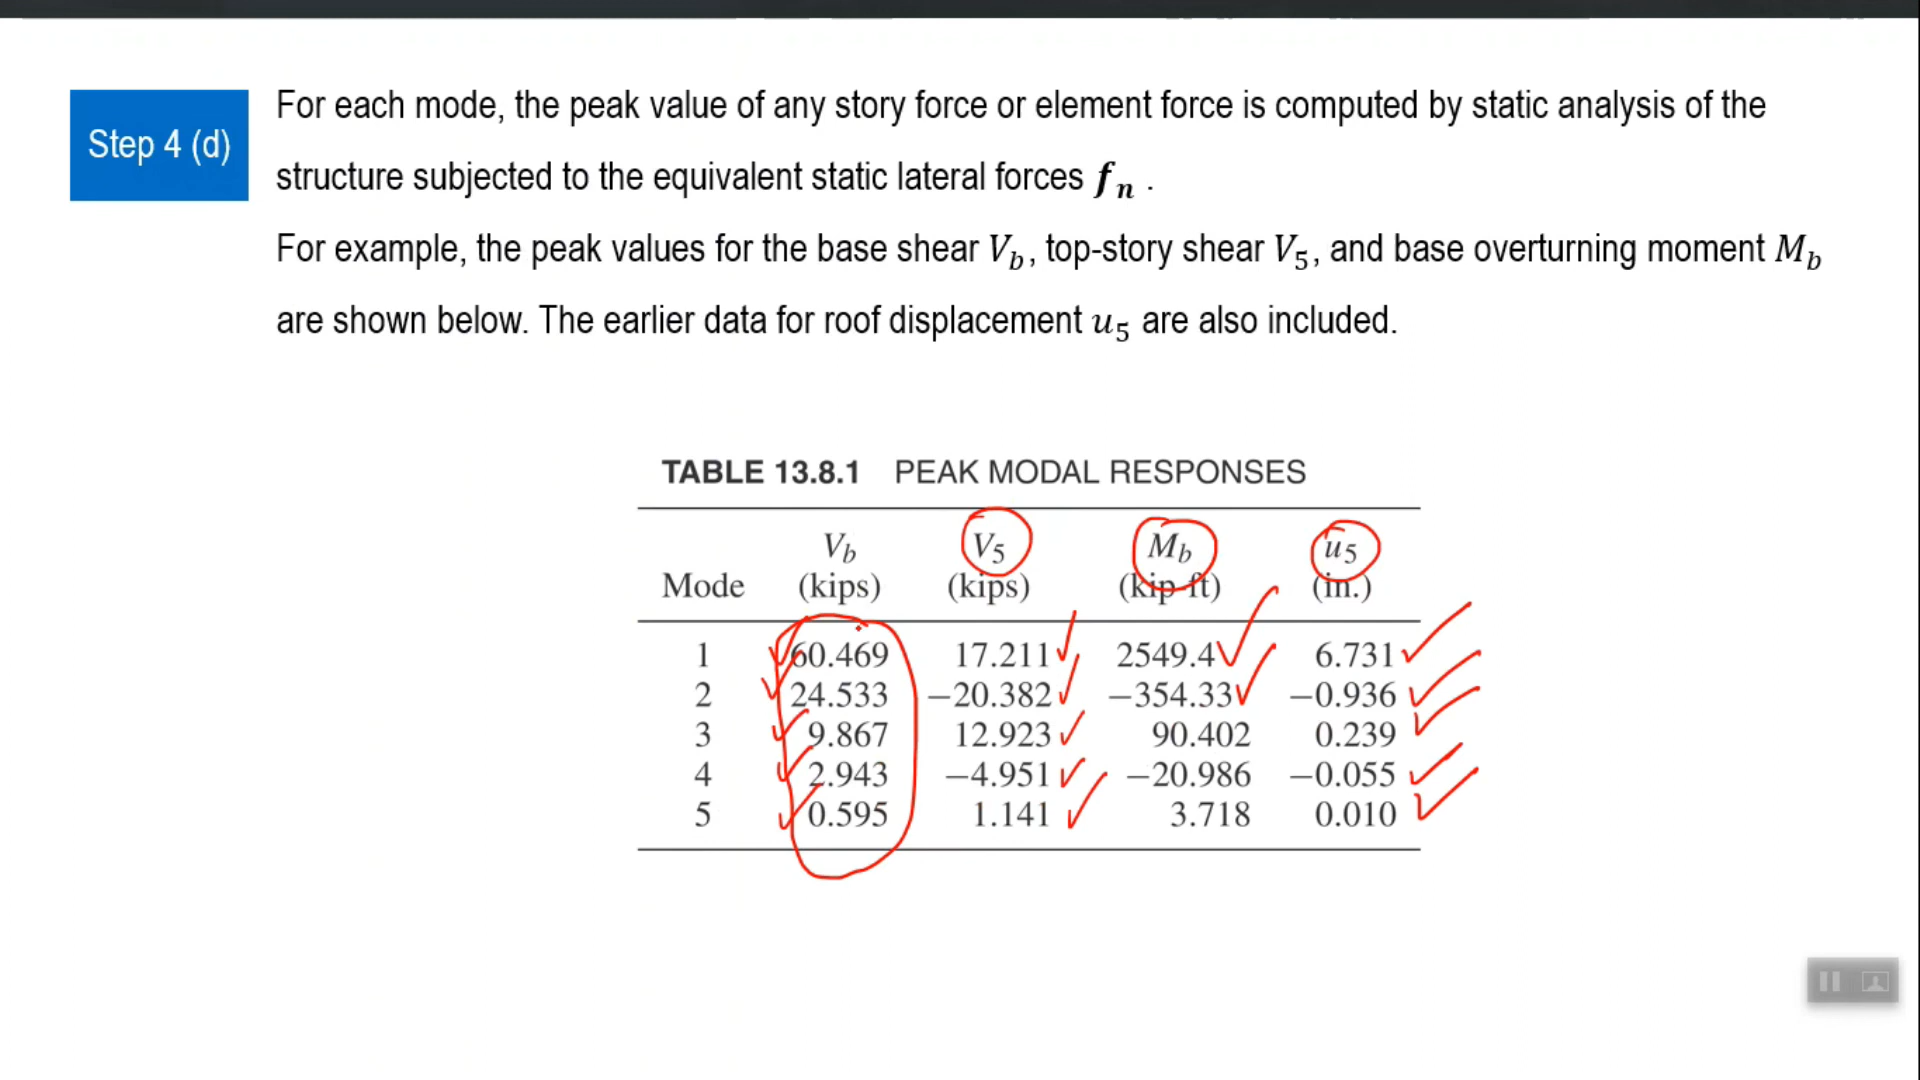 Step 4 (d)
For each mode, the peak value of any story force or element force is computed by static analysis of the
structure subjected to the equivalent static lateral forces fₙ .
For example, the peak values for the base shear V_b, top-story shear V₅, and base overturning moment M_b
are shown below. The earlier data for roof displacement u₅ are also included.
TABLE 13.8.1 PEAK MODAL RESPONSES
V_b V₅ M_b u₅
Mode (kips) (kips) (kip-ft) (in.)
1 60.469 17.211 2549.4 6.731
2 24.533 −20.382 −354.33 −0.936
3 9.867 12.923 90.402 0.239
4 2.943 −4.951 −20.986 −0.055
5 0.595 1.141 3.718 0.010